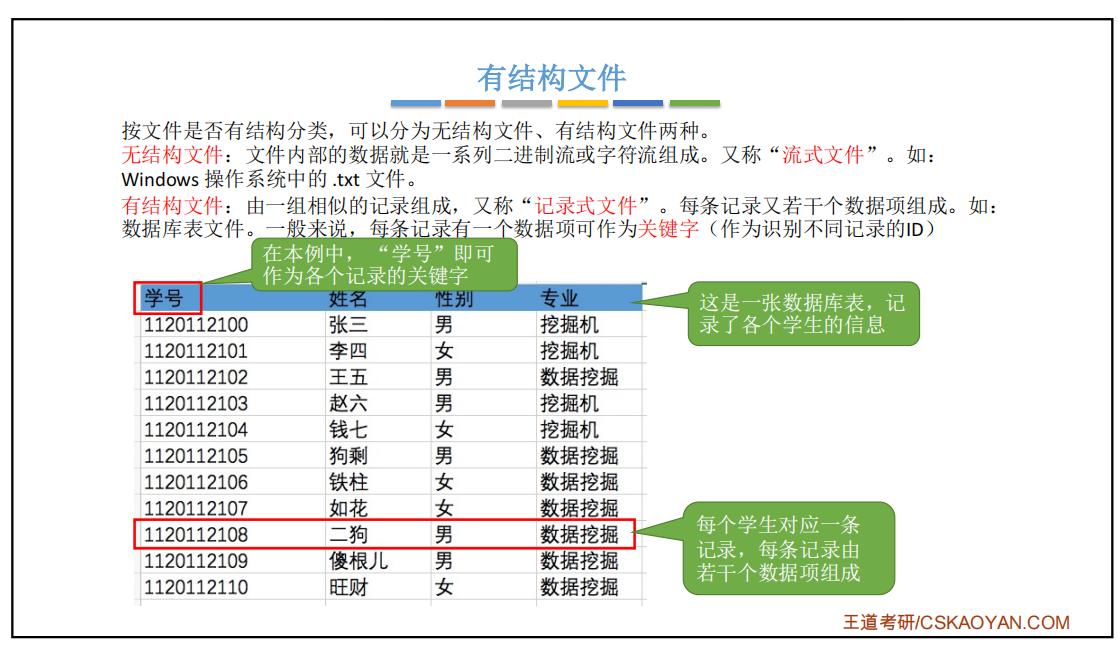 有结构文件
按文件是否有结构分类，可以分为无结构文件、有结构文件两种。
无结构文件：文件内部的数据就是一系列二进制流或字符流组成。又称“流式文件”。如：
Windows 操作系统中的 .txt 文件。
有结构文件：由一组相似的记录组成，又称“记录式文件”。每条记录又若干个数据项组成。如：
数据库表文件。一般来说，每条记录有一个数据项可作为关键字（作为识别不同记录的ID）
在本例中，“学号”即可
作为各个记录的关键字
学号 姓名 性别 专业
这是一张数据库表，记
录了各个学生的信息
1120112100 张三 男 挖掘机
1120112101 李四 女 挖掘机
1120112102 王五 男 数据挖掘
1120112103 赵六 男 挖掘机
1120112104 钱七 女 挖掘机
1120112105 狗剩 男 数据挖掘
1120112106 铁柱 女 数据挖掘
1120112107 如花 女 数据挖掘
1120112108 二狗 男 数据挖掘
1120112109 傻根儿 男 数据挖掘
1120112110 旺财 女 数据挖掘
每个学生对应一条
记录，每条记录由
若干个数据项组成
王道考研/CSKAOYAN.COM